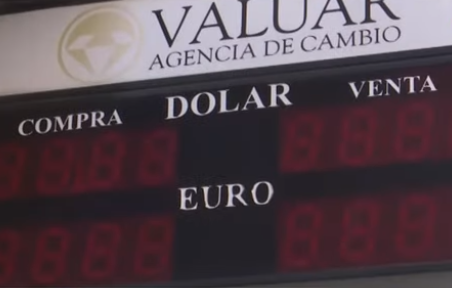 VALUAR
AGENCIA DE CAMBIO
COMPRA DOLAR VENTA
EURO